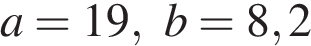 a = 19, b = 8,2